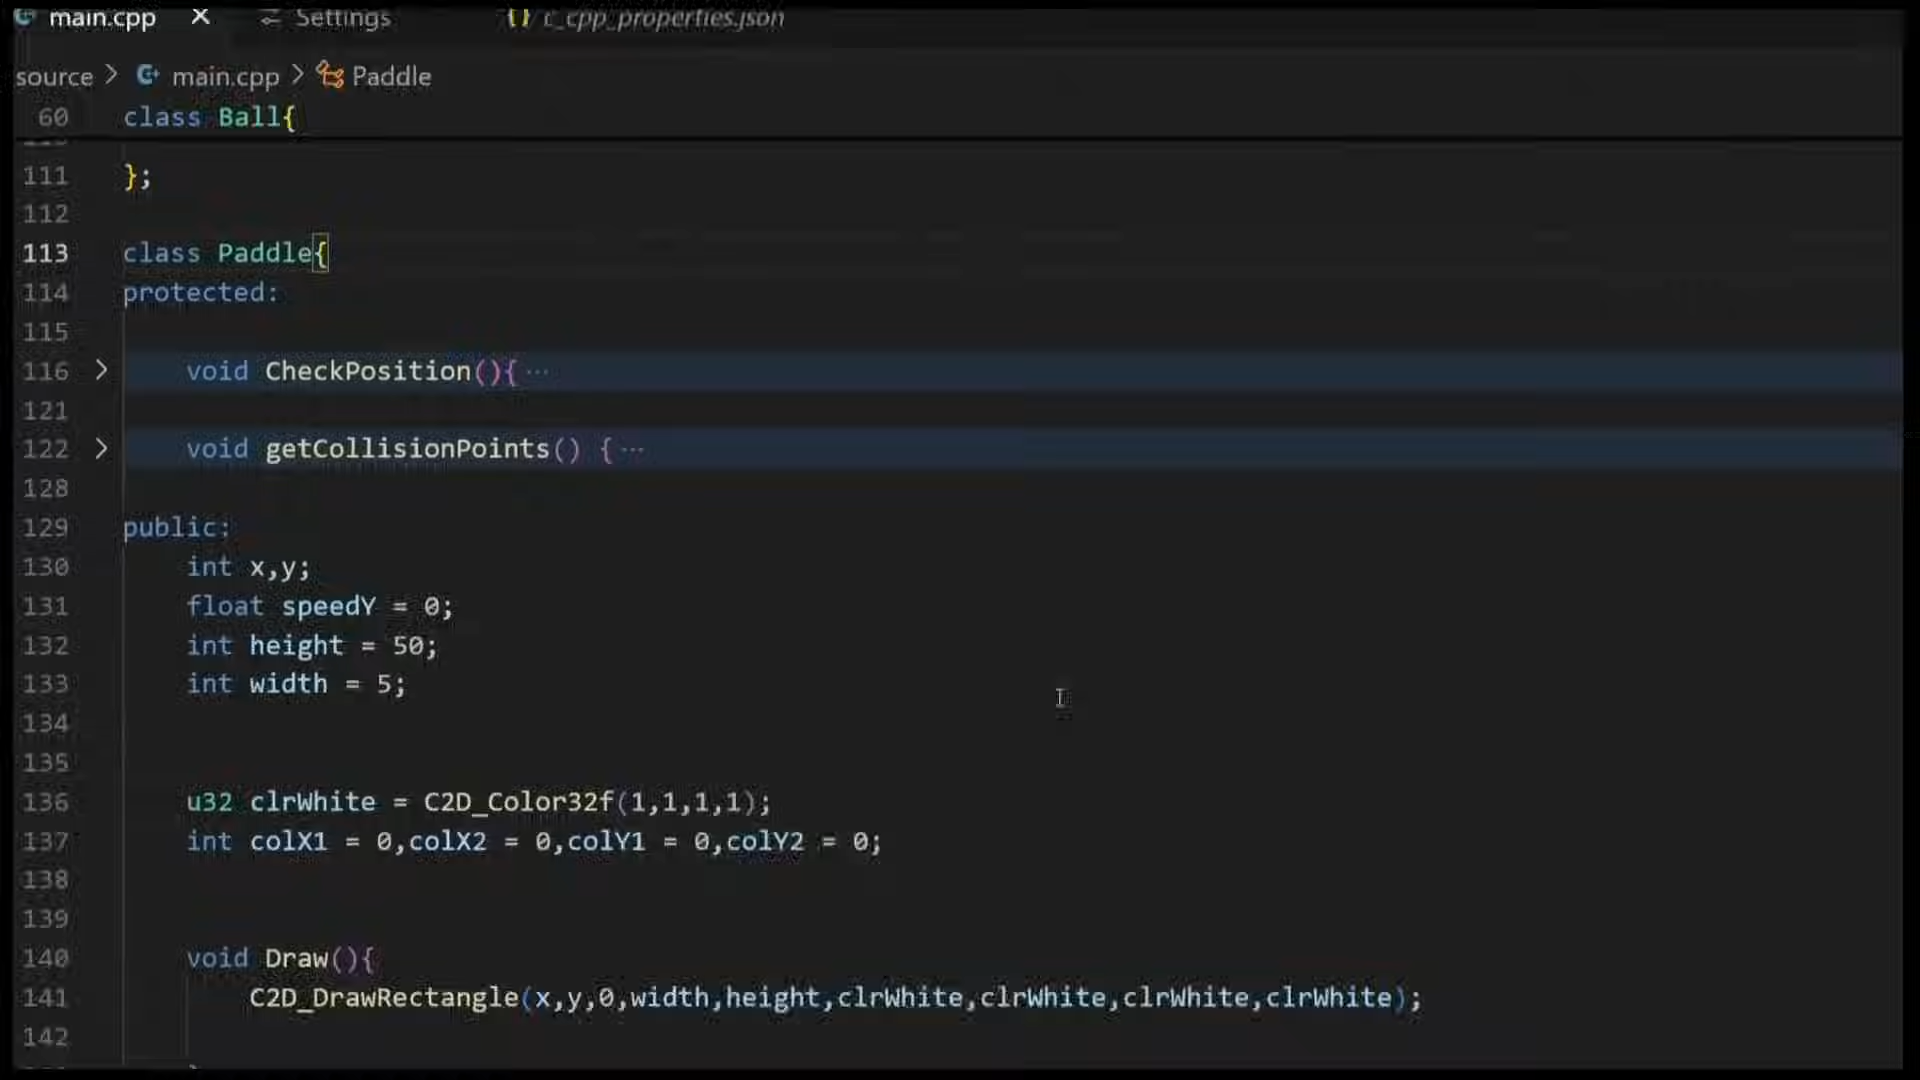 main.cpp Settings c_cpp_properties.json
source > main.cpp > Paddle
60 class Ball{
111 };
112
113 class Paddle{
114 protected:
115
116 void CheckPosition(){ ···
121
122 void getCollisionPoints() { ···
128
129 public:
130 int x,y;
131 float speedY = 0;
132 int height = 50;
133 int width = 5;
134
135
136 u32 clrWhite = C2D_Color32f(1,1,1,1);
137 int colX1 = 0,colX2 = 0,colY1 = 0,colY2 = 0;
138
139
140 void Draw(){
141 C2D_DrawRectangle(x,y,0,width,height,clrWhite,clrWhite,clrWhite,clrWhite);
142